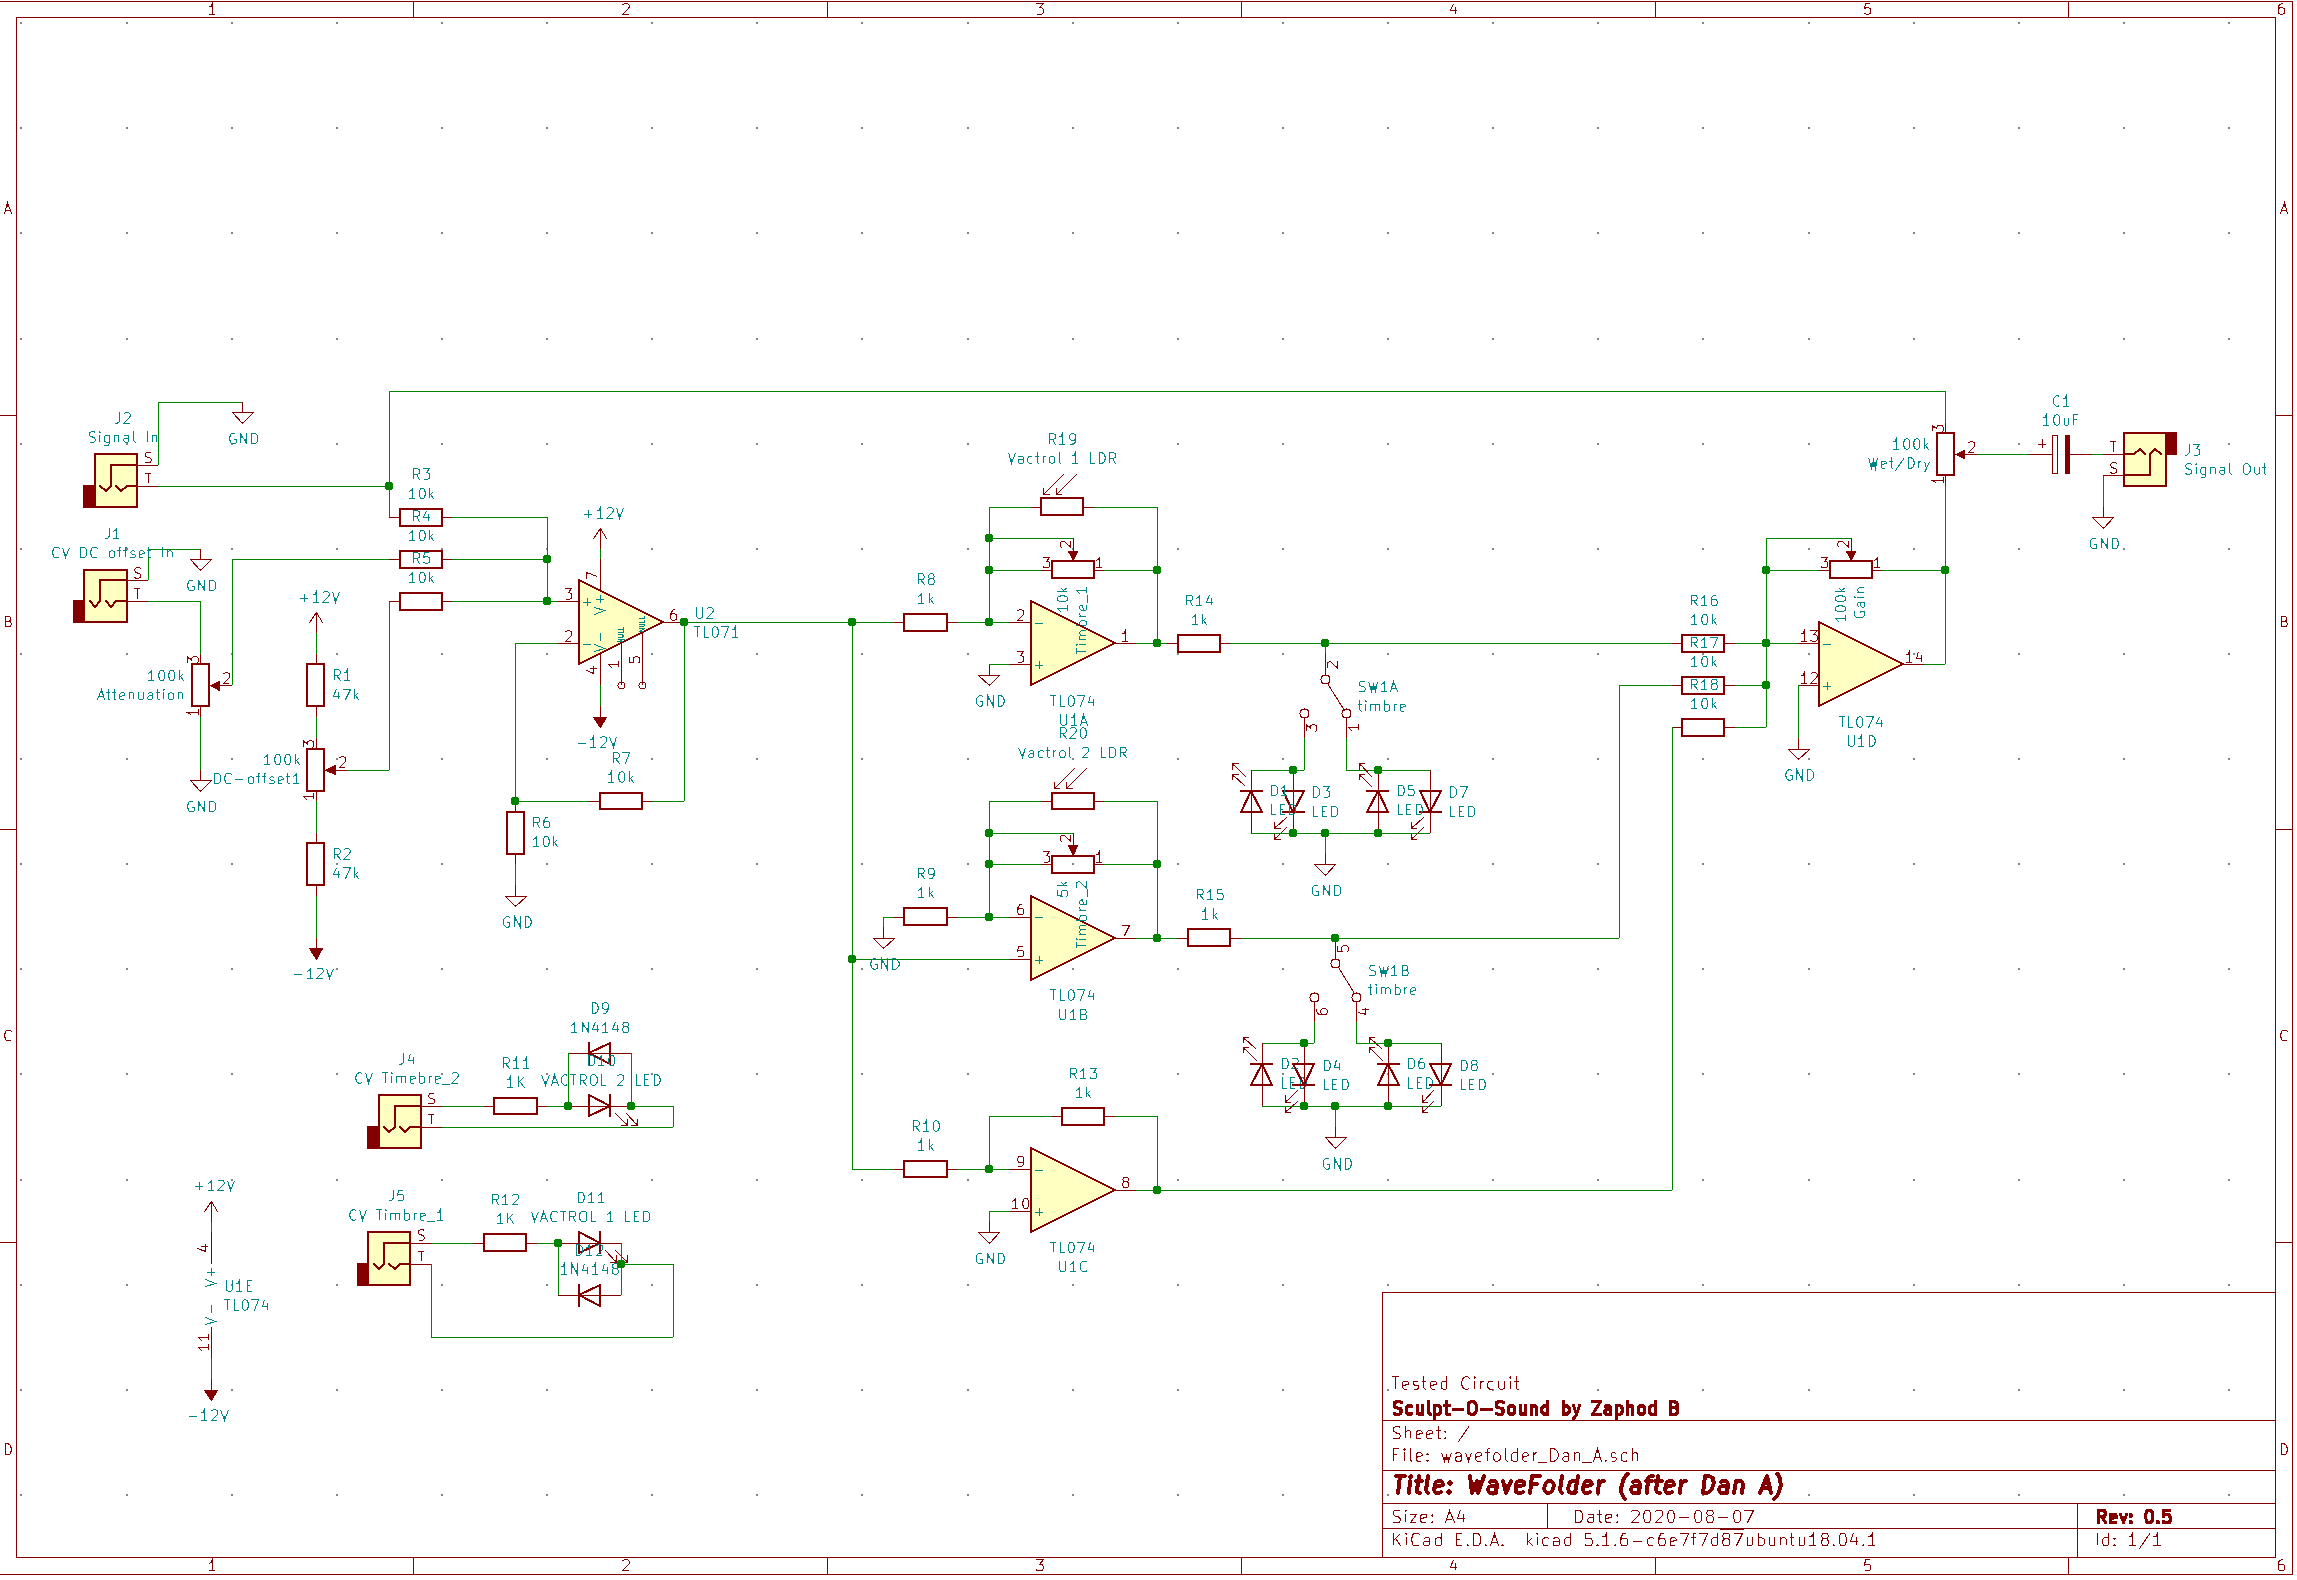 1 2 3 4 5 6
A A
B B
C C
D D
J2
Signal In
S
T
GND
J1
CV DC offset In
S
T
GND
R3
10k
R4
10k
R5
10k
+12V
7
3
+
V+
2
-
V-
4
1
NULL
5
NULL
6
U2
TL071
-12V
R7
10k
R6
10k
GND
3
100k
Attenuation
2
1
GND
+12V
R1
47k
3
100k
DC-offset1
2
1
R2
47k
-12V
R19
Vactrol 1 LDR
2
3
1
10k
Timbre_1
R8
1k
2
-
3
+
1
GND
TL074
U1A
R14
1k
R20
Vactrol 2 LDR
2
3
1
5k
Timbre_2
R9
1k
GND
6
-
5
+
7
TL074
U1B
R15
1k
2
SW1A
timbre
3
1
D1
LED
D3
LED
D5
LED
D7
LED
GND
5
SW1B
timbre
6
4
D2
LED
D4
LED
D6
LED
D8
LED
GND
R13
1k
R10
1k
9
-
10
+
8
GND
TL074
U1C
R16
10k
R17
10k
R18
10k
2
3
1
100k
Gain
13
-
12
+
14
GND
TL074
U1D
3
100k
Wet/Dry
2
1
C1
10uF
+
T
S
J3
Signal Out
GND
D9
1N4148
D10
VACTROL 2 LED
J4
CV Timebre_2
S
T
R11
1K
J5
CV Timbre_1
S
T
R12
1K
D11
VACTROL 1 LED
D12
1N4148
+12V
4
V+
U1E
TL074
V-
11
-12V
Tested Circuit
Sculpt-O-Sound by Zaphod B
Sheet: /
File: wavefolder_Dan_A.sch
Title: WaveFolder (after Dan A)
Size: A4 Date: 2020-08-07 Rev: 0.5
KiCad E.D.A. kicad 5.1.6-c6e7f7d87ubuntu18.04.1 Id: 1/1
1 2 3 4 5 6